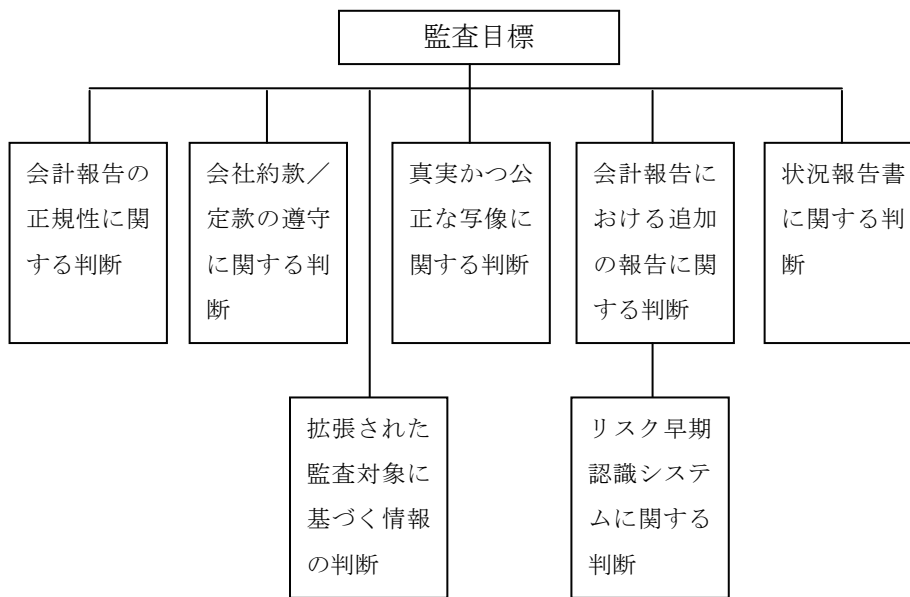 監査目標
会計報告の
正規性に関
する判断
会社約款／
定款の遵守
に関する判
断
真実かつ公
正な写像に
関する判断
会計報告に
おける追加
の報告に関
する判断
状況報告書
に関する判
断
拡張された
監査対象に
基づく情報
の判断
リスク早期
認識システ
ムに関する
判断